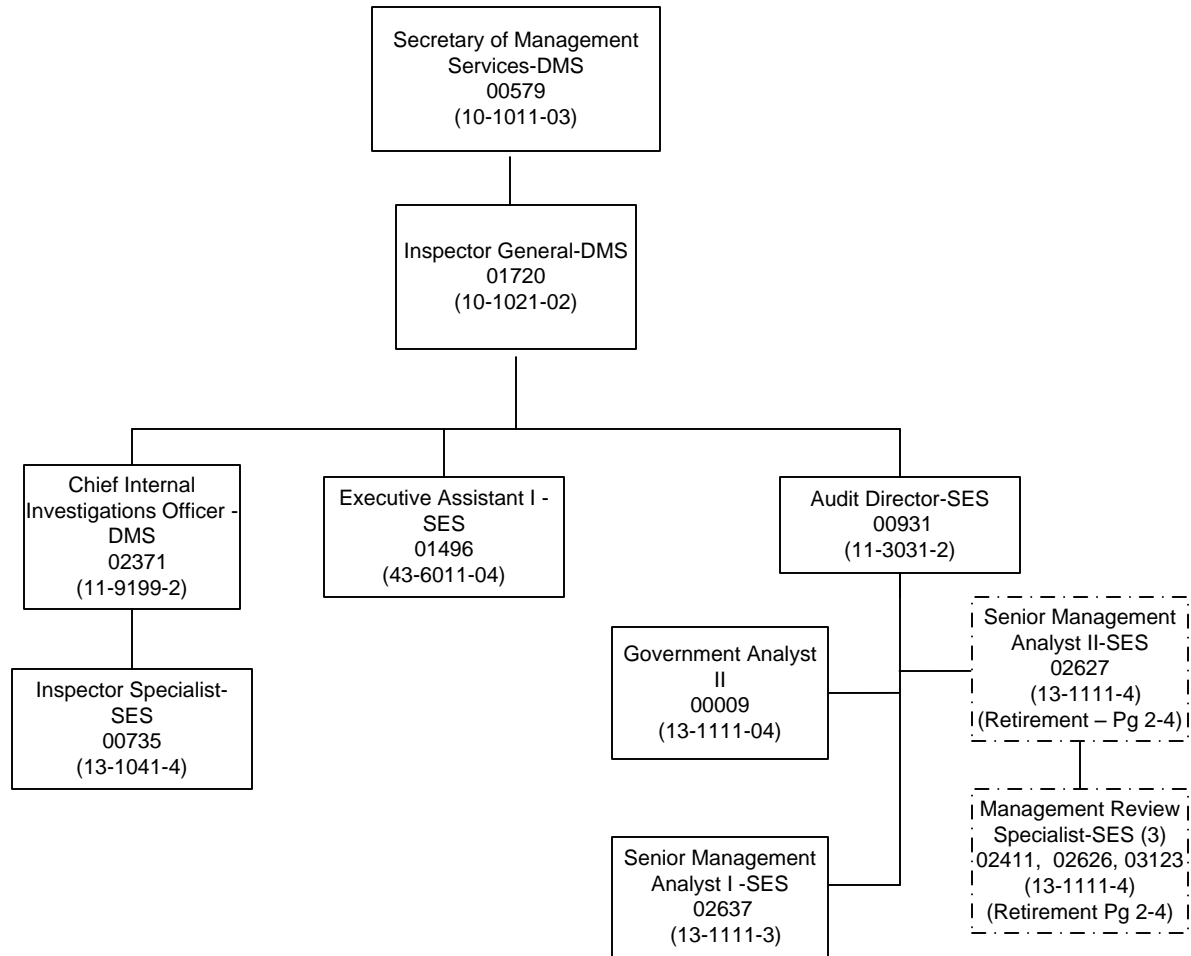 Secretary of Management
Services-DMS
00579
(10-1011-03)
Inspector General-DMS
01720
(10-1021-02)
Chief Internal
Investigations Officer -
DMS
02371
(11-9199-2)
Executive Assistant I -
SES
01496
(43-6011-04)
Audit Director-SES
00931
(11-3031-2)
Inspector Specialist-
SES
00735
(13-1041-4)
Government Analyst
II
00009
(13-1111-04)
Senior Management
Analyst II-SES
02627
(13-1111-4)
(Retirement – Pg 2-4)
Senior Management
Analyst I -SES
02637
(13-1111-3)
Management Review
Specialist-SES (3)
02411, 02626, 03123
(13-1111-4)
(Retirement Pg 2-4)